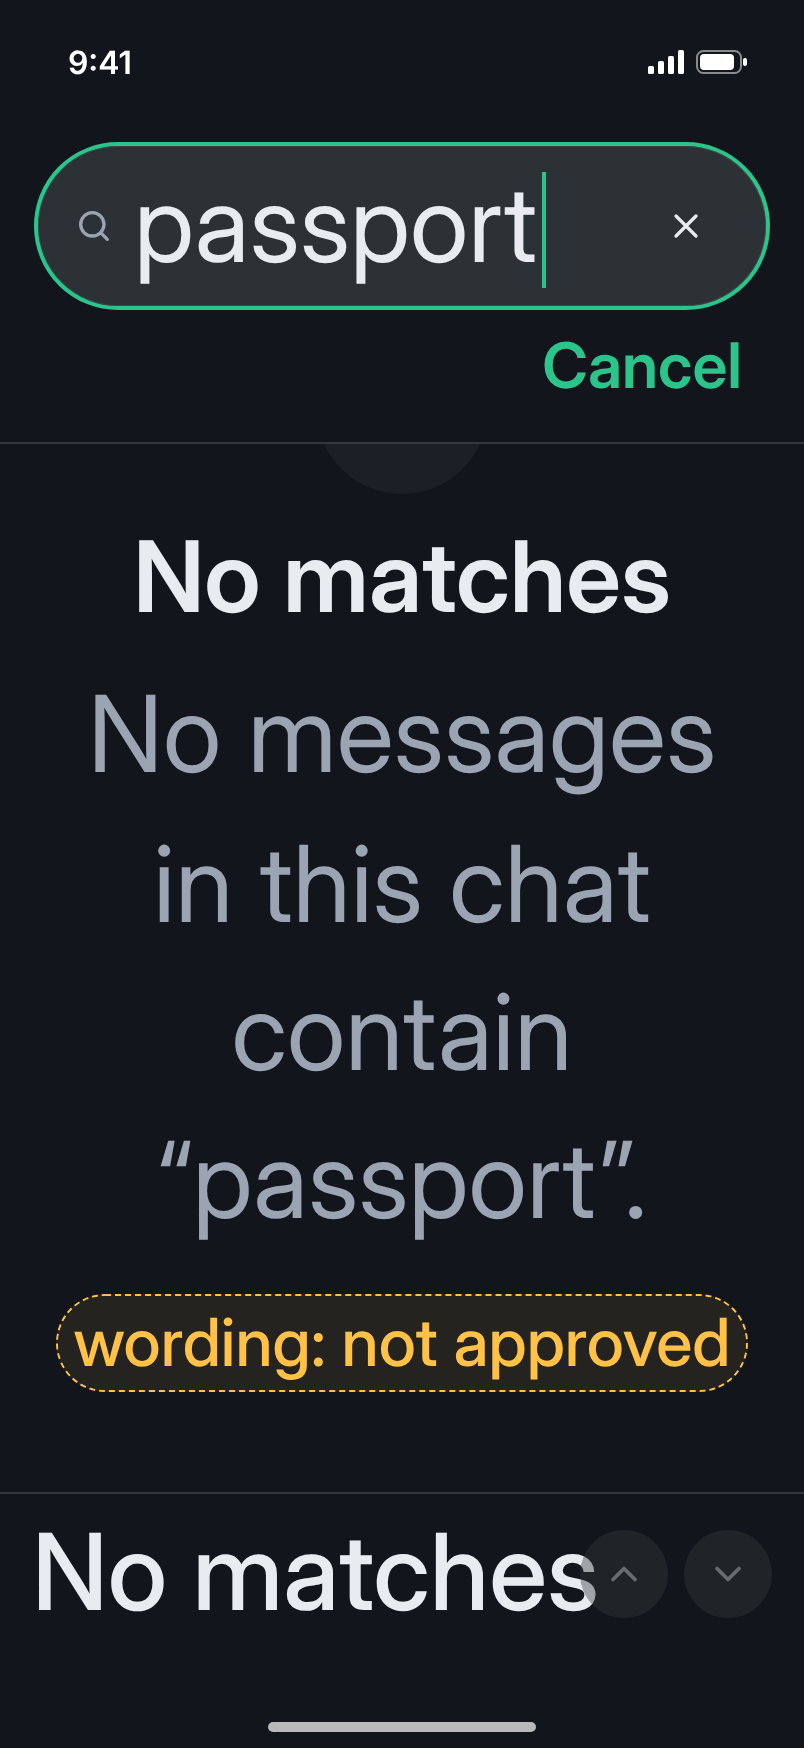 9:41
passport
Cancel
No matches
No messages
in this chat
contain
“passport”.
wording: not approved
No matches